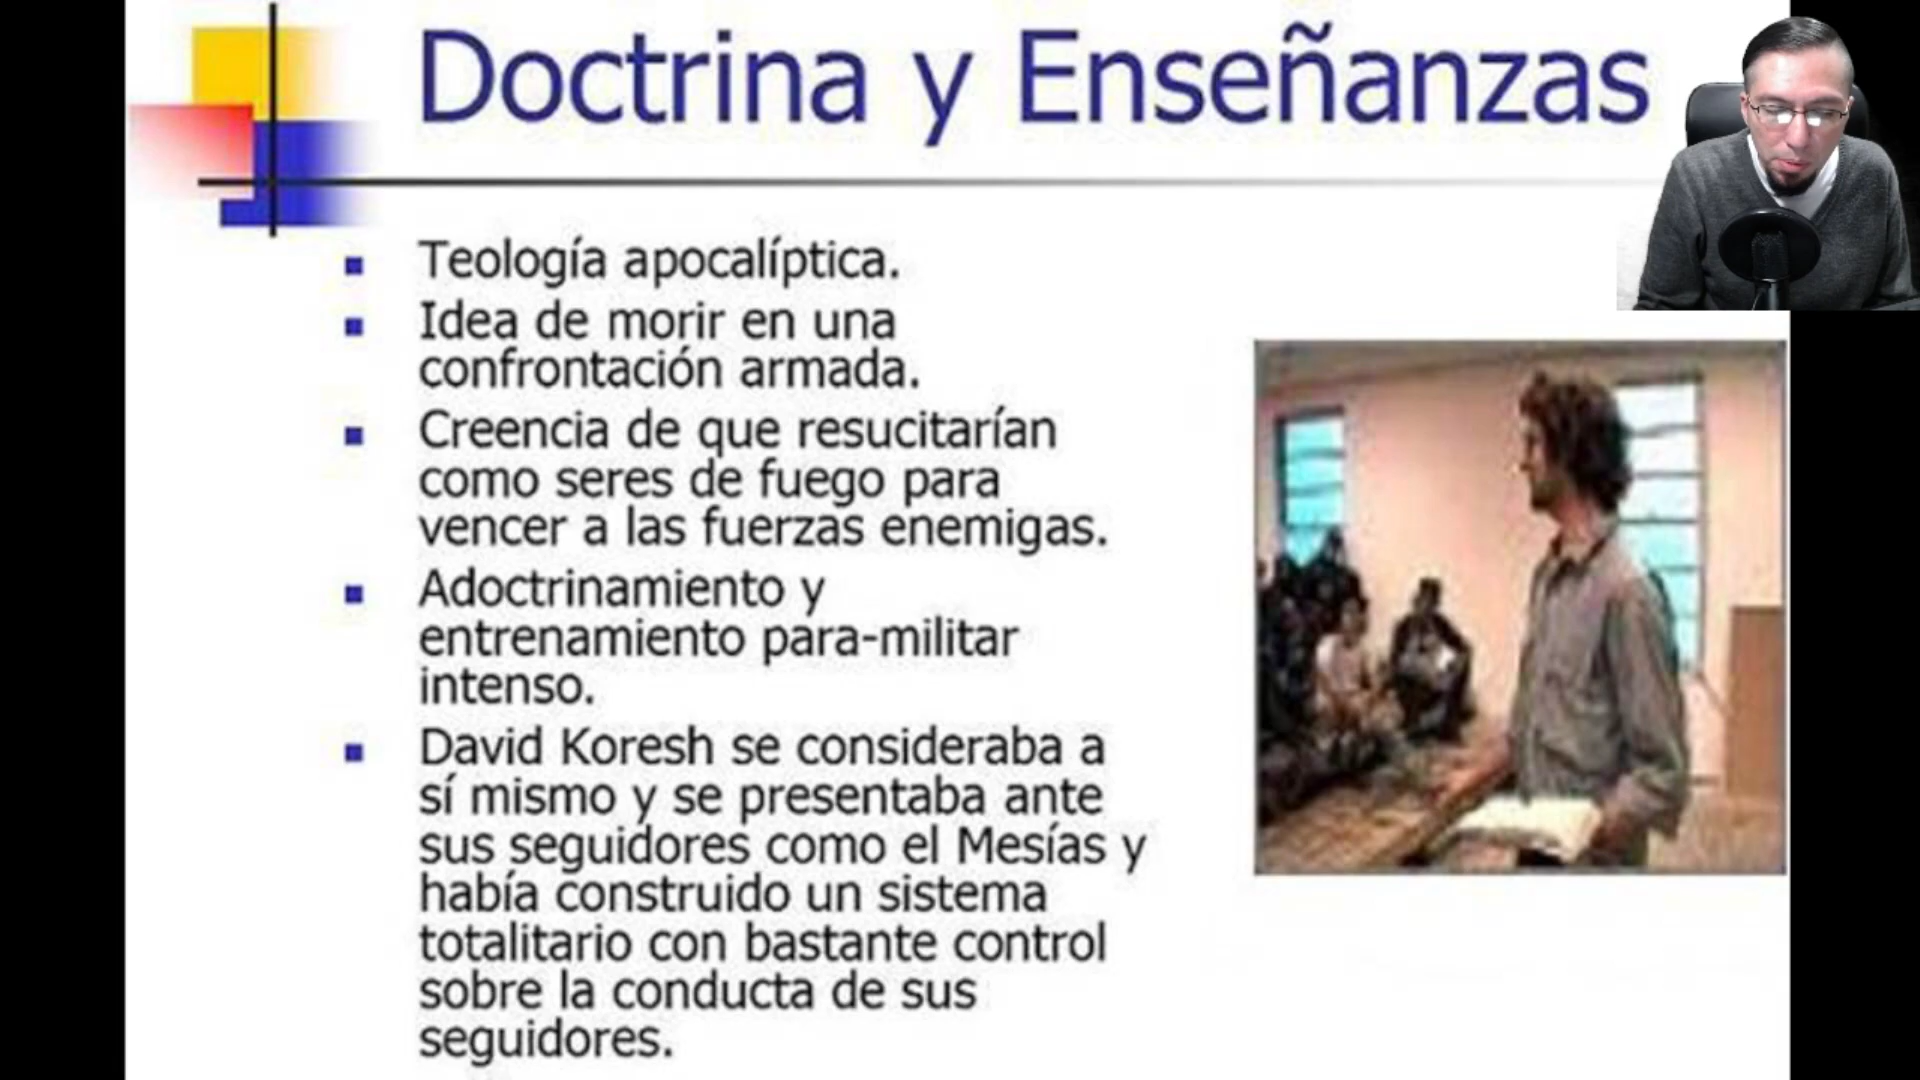 Doctrina y Enseñanzas
Teología apocalíptica.
Idea de morir en una
confrontación armada.
Creencia de que resucitarían
como seres de fuego para
vencer a las fuerzas enemigas.
Adoctrinamiento y
entrenamiento para-militar
intenso.
David Koresh se consideraba a
sí mismo y se presentaba ante
sus seguidores como el Mesías y
había construido un sistema
totalitario con bastante control
sobre la conducta de sus
seguidores.